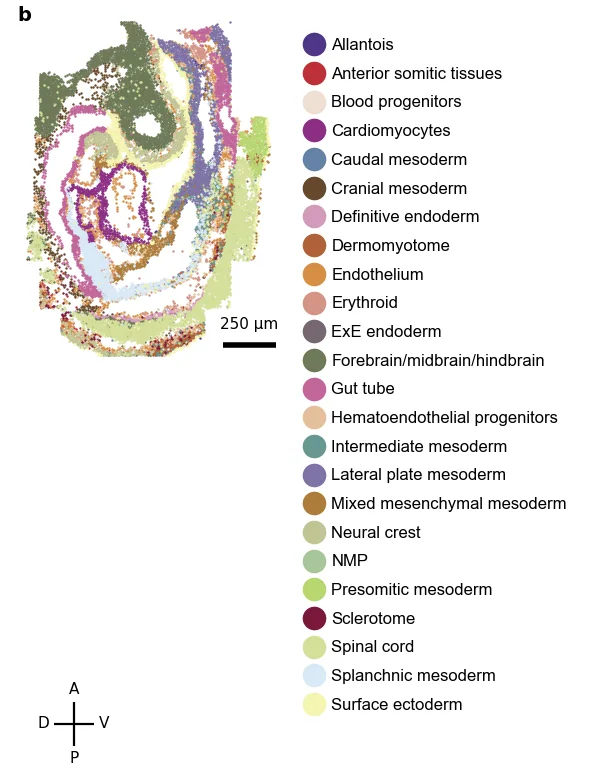 b
250 μm
Allantois
Anterior somitic tissues
Blood progenitors
Cardiomyocytes
Caudal mesoderm
Cranial mesoderm
Definitive endoderm
Dermomyotome
Endothelium
Erythroid
ExE endoderm
Forebrain/midbrain/hindbrain
Gut tube
Hematoendothelial progenitors
Intermediate mesoderm
Lateral plate mesoderm
Mixed mesenchymal mesoderm
Neural crest
NMP
Presomitic mesoderm
Sclerotome
Spinal cord
Splanchnic mesoderm
Surface ectoderm
A
D V
P